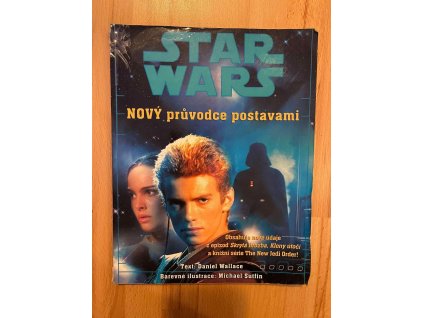 STAR
WARS
NOVÝ průvodce postavami
Obsahuje nové údaje
z epizod Skrytá hrozba, Klony útočí
a knižní série The New Jedi Order!
Text: Daniel Wallace
Barevné ilustrace: Michael Sutfin